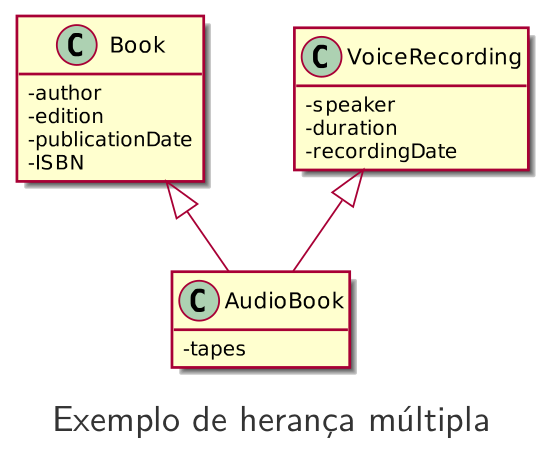 C Book
-author
-edition
-publicationDate
-ISBN
C VoiceRecording
-speaker
-duration
-recordingDate
C AudioBook
-tapes
Exemplo de herança múltipla